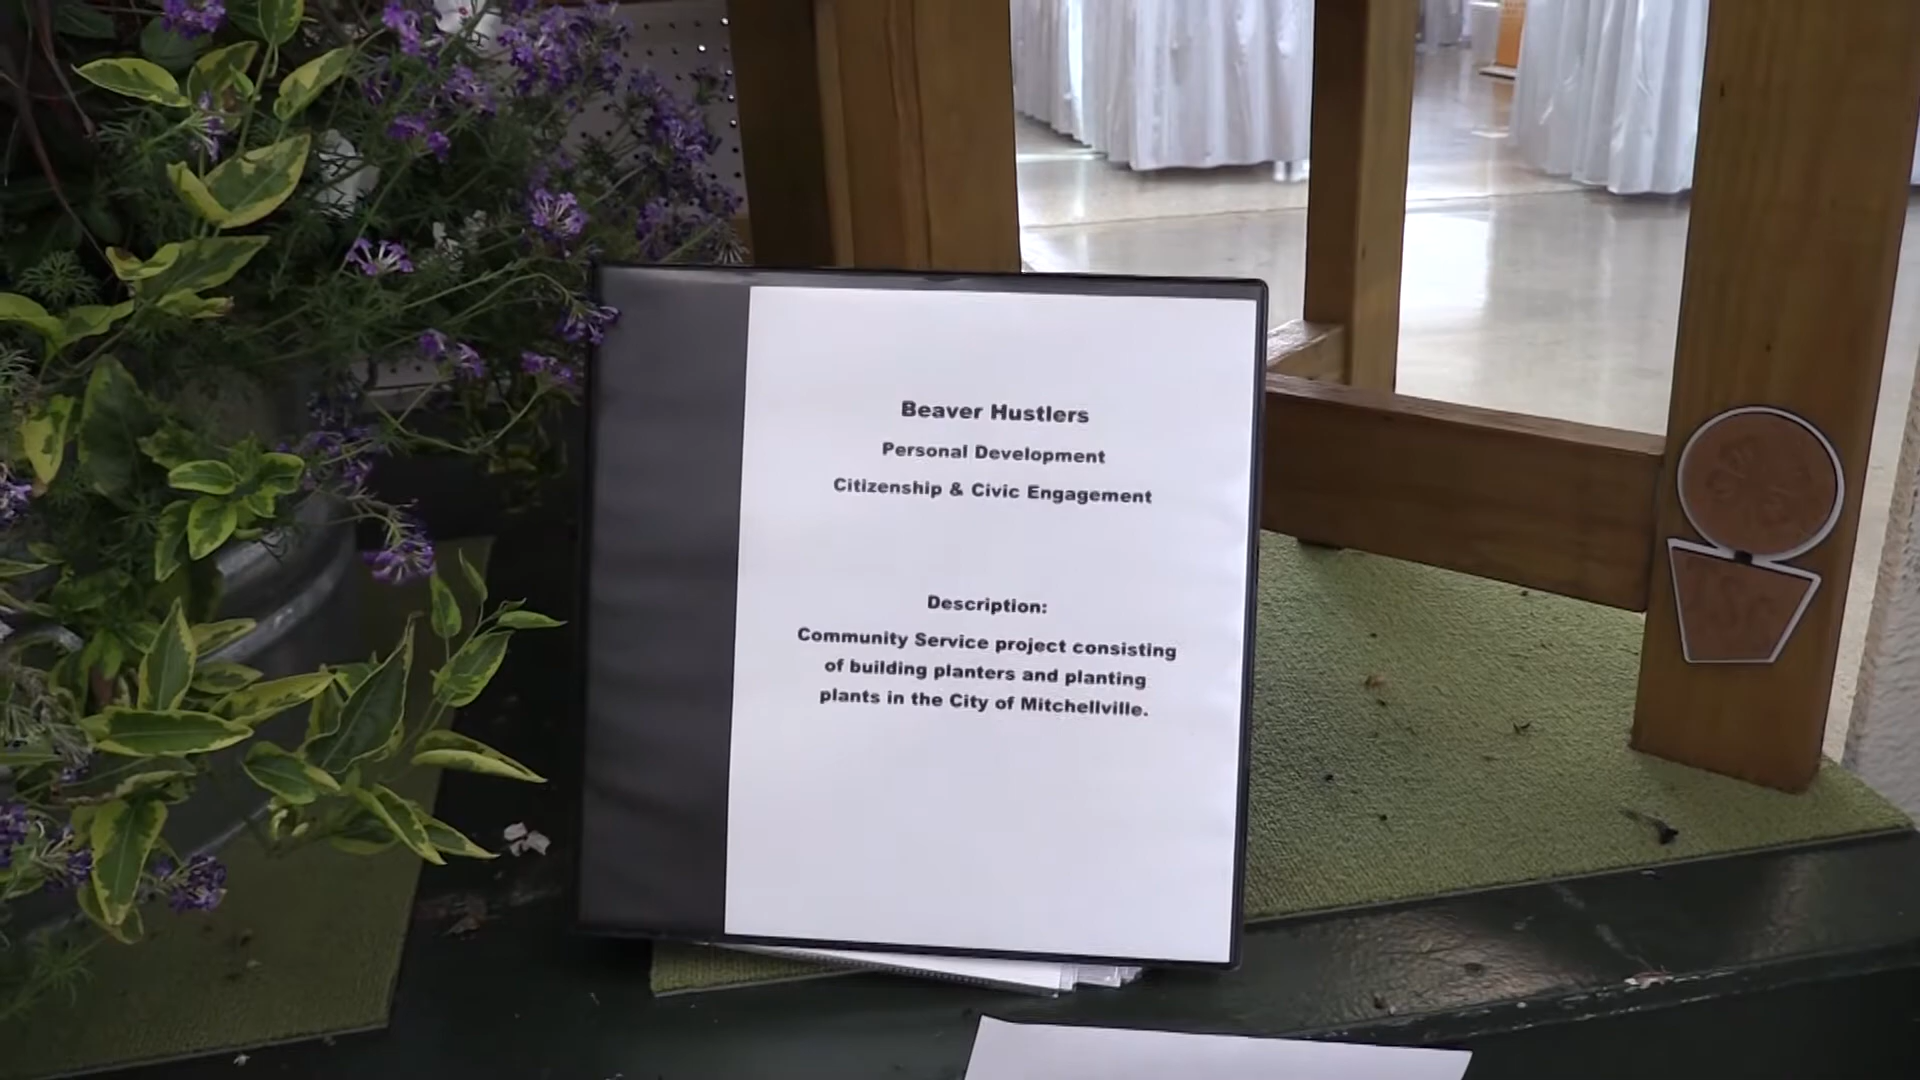 Beaver Hustlers
Personal Development
Citizenship & Civic Engagement
Description:
Community Service project consisting
of building planters and planting
plants in the City of Mitchellville.